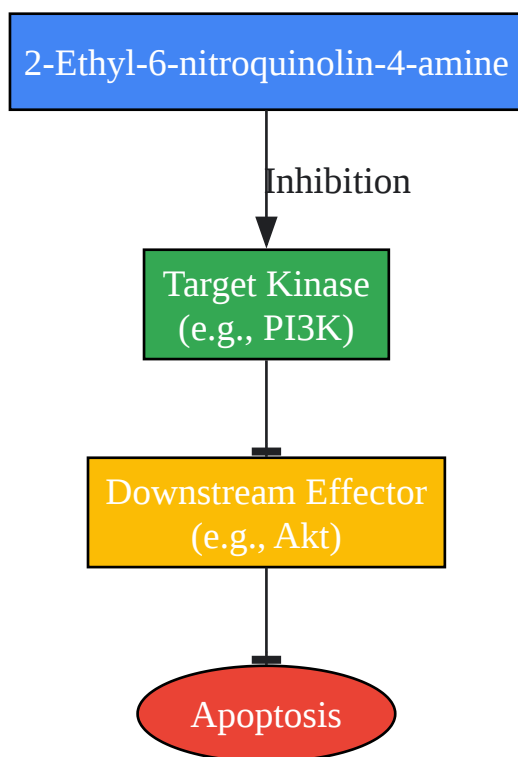 2-Ethyl-6-nitroquinolin-4-amine
Inhibition
Target Kinase
(e.g., PI3K)
Downstream Effector
(e.g., Akt)
Apoptosis